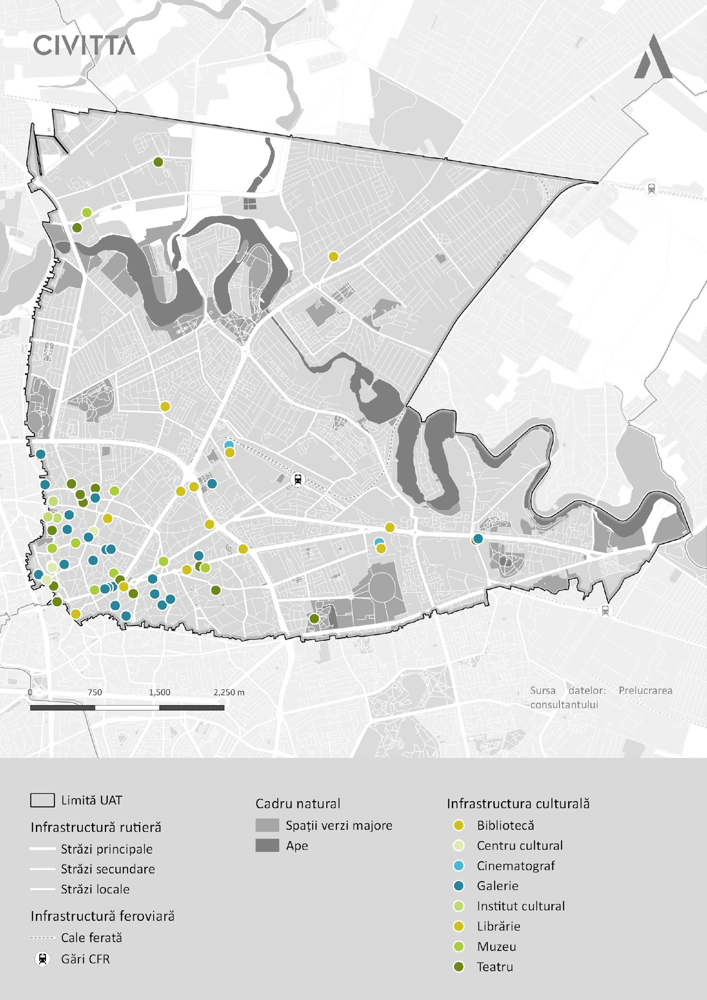 CIVITTA
0 750 1,500 2,250 m
Sursa datelor: Prelucrarea
consultantului
Limită UAT
Infrastructură rutieră
Străzi principale
Străzi secundare
Străzi locale
Infrastructură feroviară
Cale ferată
Gări CFR
Cadru natural
Spații verzi majore
Ape
Infrastructura culturală
Bibliotecă
Centru cultural
Cinematograf
Galerie
Institut cultural
Librărie
Muzeu
Teatru